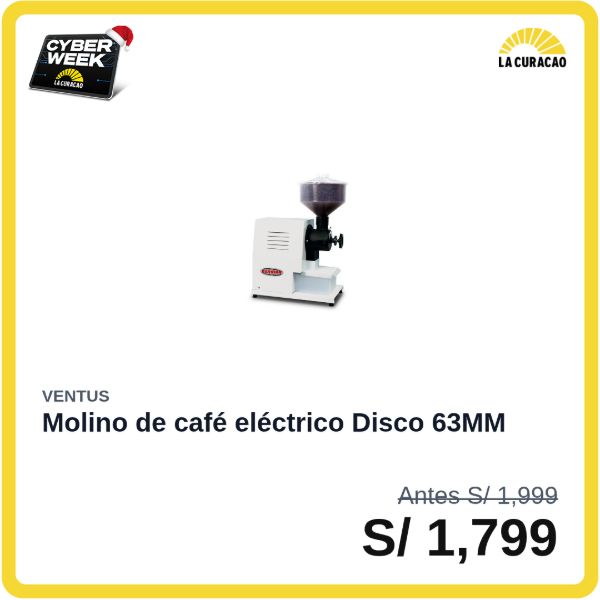 CYBER
WEEK
LA CURACAO
LA CURACAO
VENTUS
Molino de café eléctrico Disco 63MM
Antes S/ 1,999
S/ 1,799